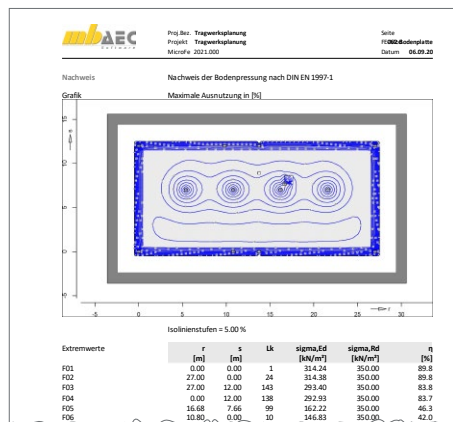 mb AEC
Software
Proj.Bez. Tragwerksplanung Seite
Projekt Tragwerksplanung
MicroFe 2021.000 Datum 06.09.20
Nachweis Nachweis der Bodenpressung nach DIN EN 1997-1
Grafik Maximale Ausnutzung in [%]
15
10
5
0
-5
-5 0 5 10 15 20 25 30
Isolinienstufen = 5.00 %
Extremwerte r s Lk sigma,Ed sigma,Rd η
[m] [m] [kN/m²] [kN/m²] [%]
F01 0.00 0.00 1 314.24 350.00 89.8
F02 27.00 0.00 24 314.38 350.00 89.8
F03 27.00 12.00 143 293.40 350.00 83.8
F04 0.00 12.00 138 292.93 350.00 83.7
F05 16.68 7.66 99 162.22 350.00 46.3
F06 10.80 0.00 10 146.83 350.00 42.0